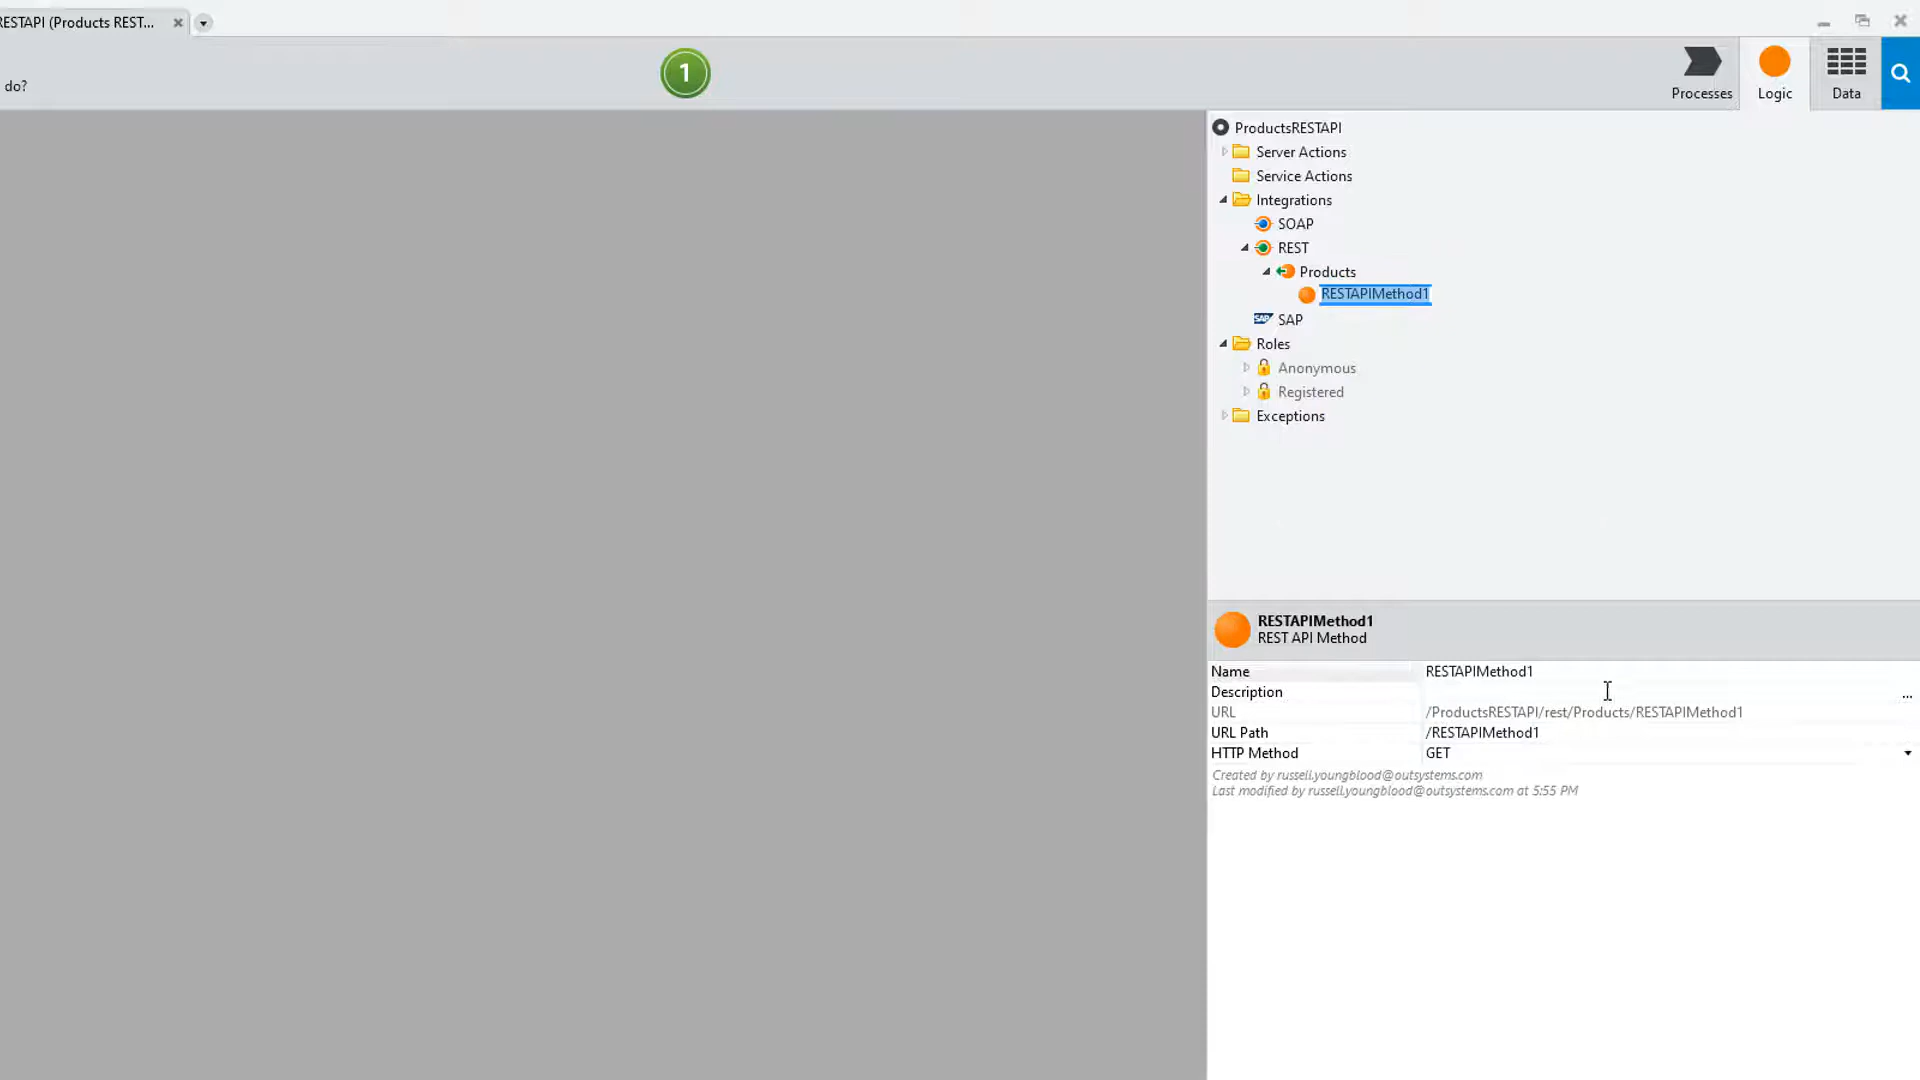 RESTAPI (Products REST...
do?
1
Processes
Logic
Data
ProductsRESTAPI
Server Actions
Service Actions
Integrations
SOAP
REST
Products
RESTAPIMethod1
SAP
SAP
Roles
Anonymous
Registered
Exceptions
RESTAPIMethod1
REST API Method
Name RESTAPIMethod1
Description ...
URL /ProductsRESTAPI/rest/Products/RESTAPIMethod1
URL Path /RESTAPIMethod1
HTTP Method GET
Created by russell.youngblood@outsystems.com
Last modified by russell.youngblood@outsystems.com at 5:55 PM